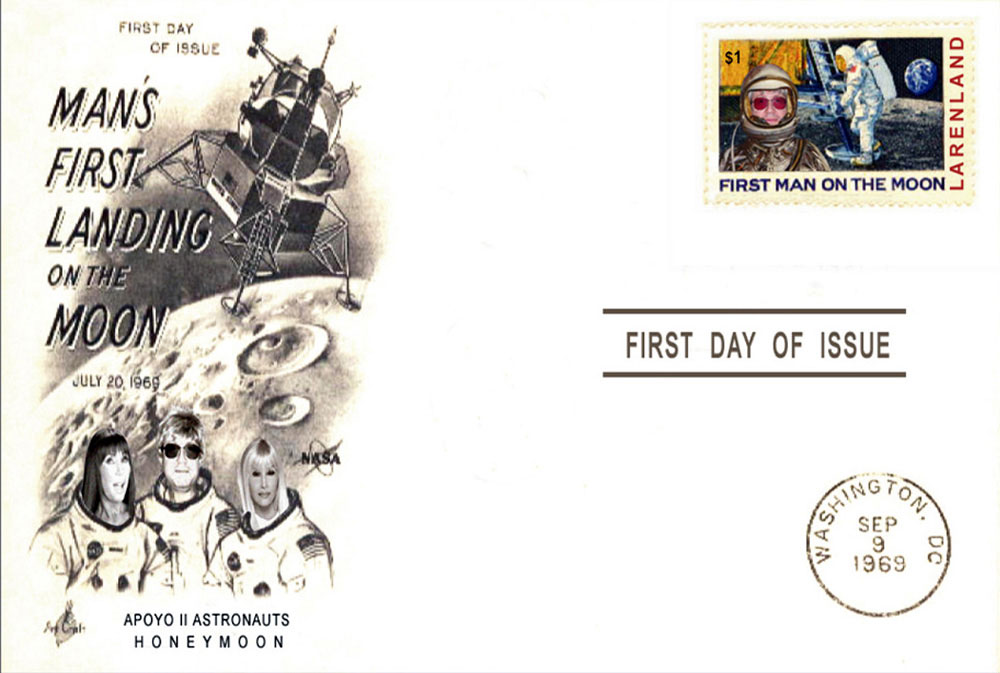 FIRST DAY
OF ISSUE
MAN'S
FIRST
LANDING
ON THE
MOON
JULY 20, 1969
NASA
APOYO II ASTRONAUTS
HONEYMOON
$1
LARENLAND
FIRST MAN ON THE MOON
FIRST DAY OF ISSUE
WASHINGTON, DC
SEP
9
1969